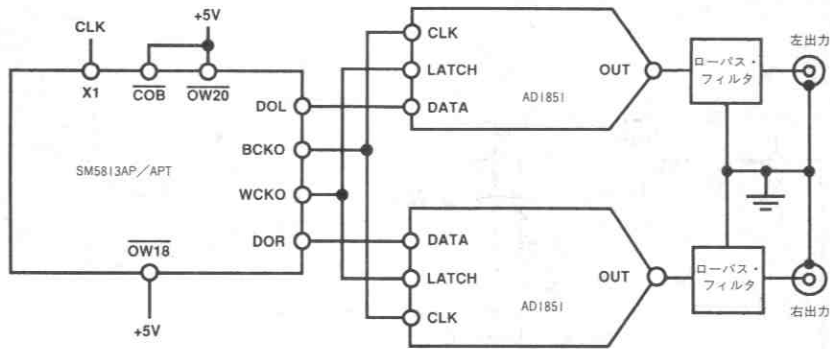 CLK
+5V
X1
COB
OW20
SM5813AP/APT
DOL
BCKO
WCKO
DOR
OW18
+5V
CLK
LATCH
DATA
OUT
AD1851
ローパス・
フィルタ
左出力
DATA
LATCH
CLK
OUT
AD1851
ローパス・
フィルタ
右出力